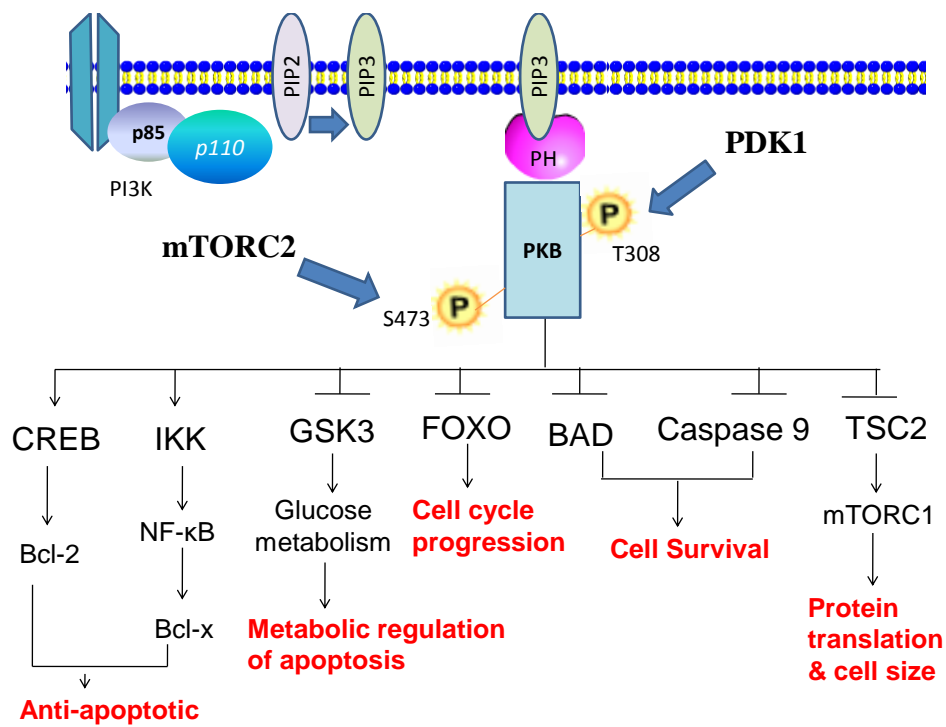 PIP2
PIP3
PIP3
p85
p110
PI3K
PH
PDK1
P
T308
PKB
mTORC2
P
S473
CREB
IKK
GSK3
FOXO
BAD
Caspase 9
TSC2
Bcl-2
NF-κB
Bcl-x
Anti-apoptotic
Glucose
metabolism
Metabolic regulation
of apoptosis
Cell cycle
progression
Cell Survival
mTORC1
Protein
translation
& cell size